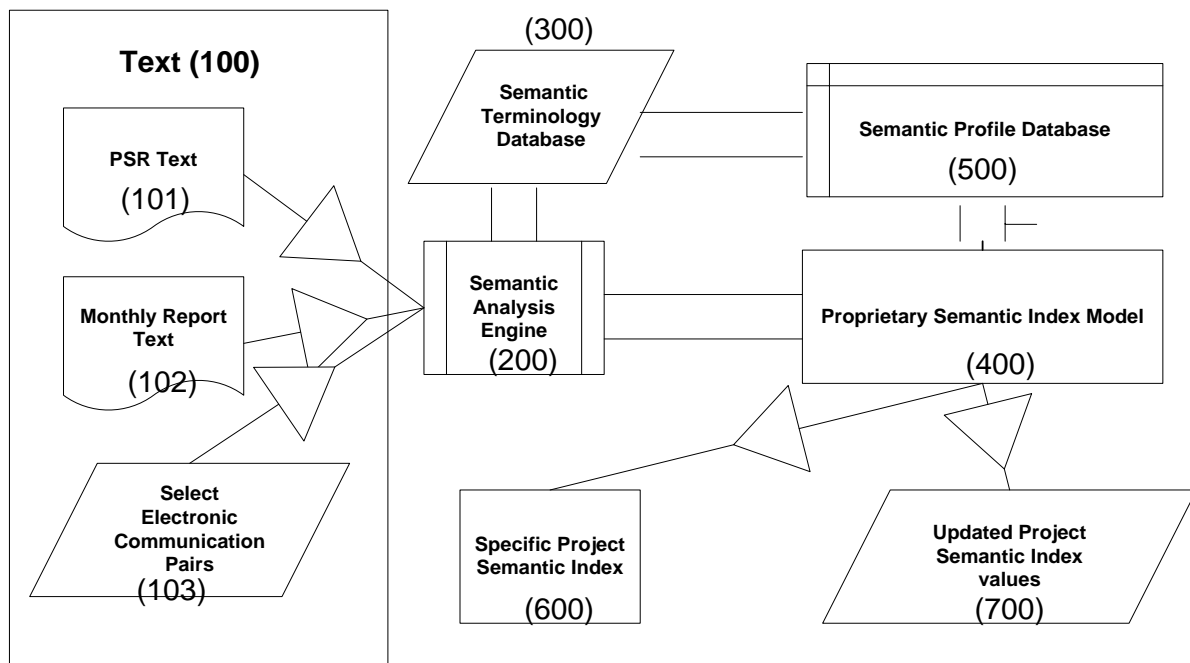 Text (100)
PSR Text
(101)
Monthly Report
Text
(102)
Select
Electronic
Communication
Pairs
(103)
(300)
Semantic
Terminology
Database
Semantic
Analysis
Engine
(200)
Semantic Profile Database
(500)
Proprietary Semantic Index Model
(400)
Specific Project
Semantic Index
(600)
Updated Project
Semantic Index
values
(700)